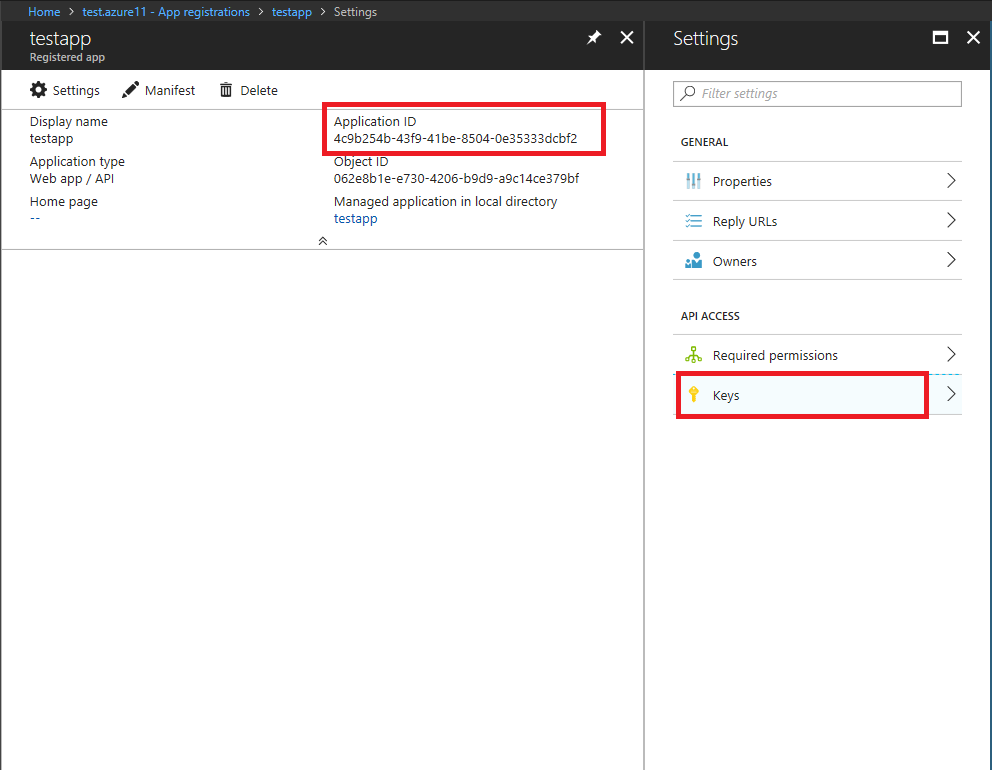 Home > test.azure11 - App registrations > testapp > Settings
testapp
Registered app
Settings Manifest Delete
Display name
testapp
Application type
Web app / API
Home page
--
Application ID
4c9b254b-43f9-41be-8504-0e35333dcbf2
Object ID
062e8b1e-e730-4206-b9d9-a9c14ce379bf
Managed application in local directory
testapp
Settings
Filter settings
GENERAL
Properties
Reply URLs
Owners
API ACCESS
Required permissions
Keys